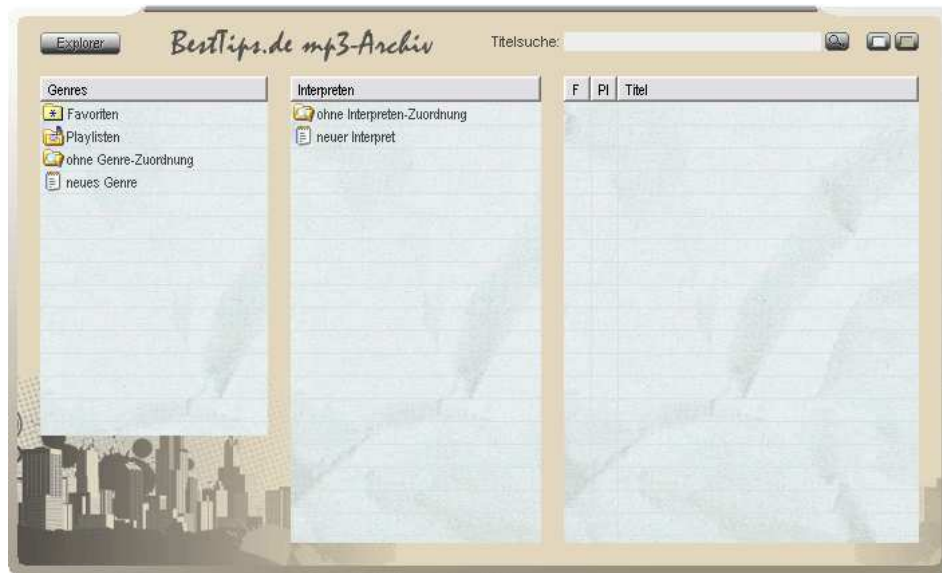 Explorer
BestTips.de mp3-Archiv
Titelsuche:
Genres
Favoriten
Playlisten
ohne Genre-Zuordnung
neues Genre
Interpreten
ohne Interpreten-Zuordnung
neuer Interpret
F Pl Titel